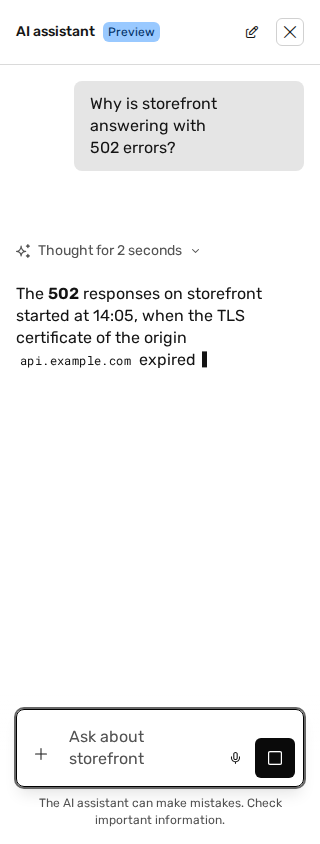 AI assistant Preview
Why is storefront
answering with
502 errors?
Thought for 2 seconds
The 502 responses on storefront
started at 14:05, when the TLS
certificate of the origin
api.example.com expired
Ask about
storefront
The AI assistant can make mistakes. Check
important information.